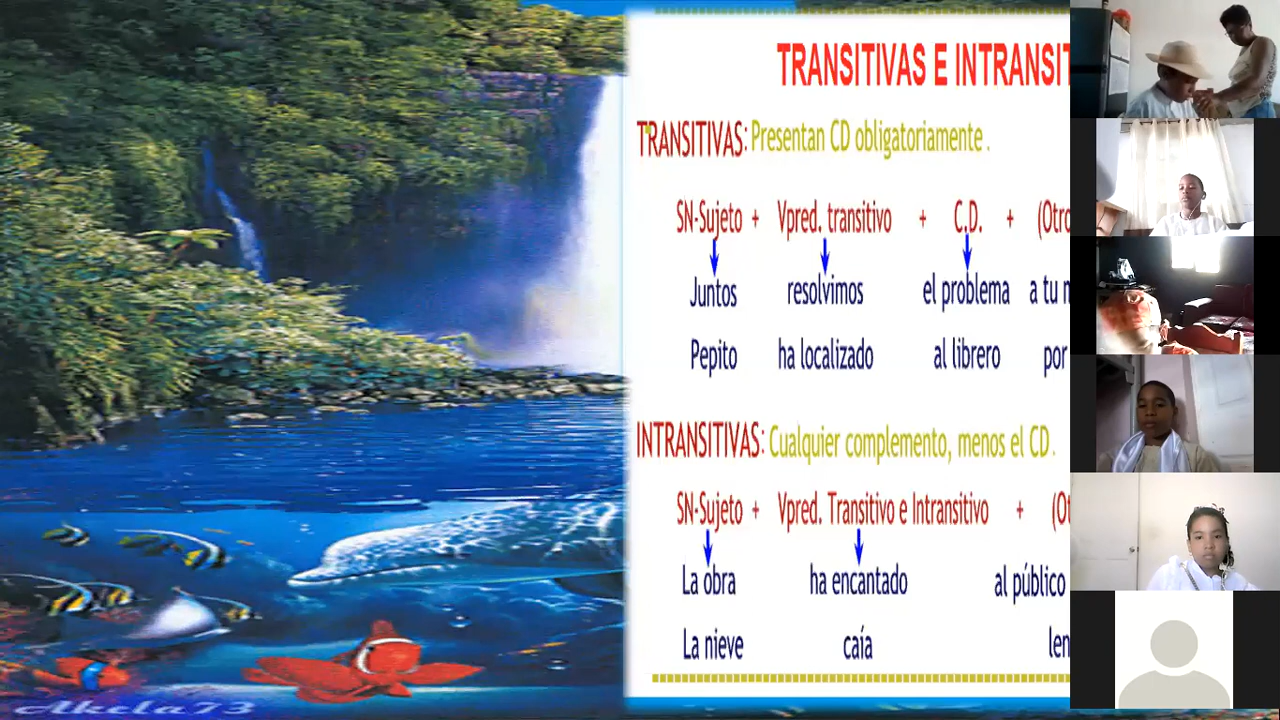 TRANSITIVAS E INTRANSIT
TRANSITIVAS: Presentan CD obligatoriamente .
SN-Sujeto + Vpred. transitivo + C.D. + (Otro
Juntos resolvimos el problema a tu
Pepito ha localizado al librero por
INTRANSITIVAS: Cualquier complemento, menos el CD .
SN-Sujeto + Vpred. Transitivo e Intransitivo + (Ot
La obra ha encantado al público
La nieve caía len
Akela73